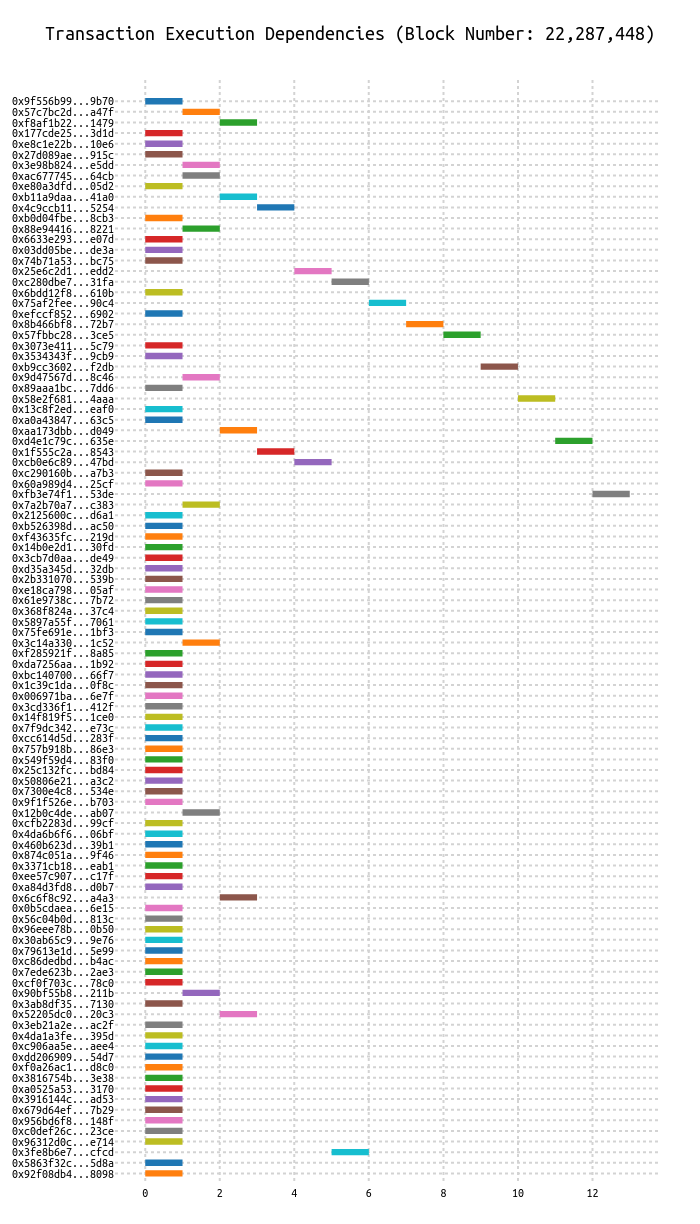 Transaction Execution Dependencies (Block Number: 22,287,448)
0x9f556b99...9b70
0x57c7bc2d...a47f
0xf8af1b22...1479
0x177cde25...3d1d
0xe8c1e22b...10e6
0x27d089ae...915c
0x3e98b824...e5dd
0xac677745...64cb
0xe80a3dfd...05d2
0xb11a9daa...41a0
0x4c9ccb11...5254
0xb0d04fbe...8cb3
0x88e94416...8221
0x6633e293...e07d
0x03dd05be...de3a
0x74b71a53...bc75
0x25e6c2d1...edd2
0xc280dbe7...31fa
0x6bdd12f8...610b
0x75af2fee...90c4
0xefccf852...6902
0x8b466bf8...72b7
0x57fbbc28...3ce5
0x3073e411...5c79
0x3534343f...9cb9
0xb9cc3602...f2db
0x9d47567d...8c46
0x89aaa1bc...7dd6
0x58e2f681...4aaa
0x13c8f2ed...eaf0
0xa0a43847...63c5
0xaa173dbb...d049
0xd4e1c79c...635e
0x1f555c2a...8543
0xcb0e6c89...47bd
0xc290160b...a7b3
0x60a989d4...25cf
0xfb3e74f1...53de
0x7a2b70a7...c383
0x2125600c...d6a1
0xb526398d...ac50
0xf43635fc...219d
0x14b0e2d1...30fd
0x3cb7d0aa...de49
0xd35a345d...32db
0x2b331070...539b
0xe18ca798...05af
0x61e9738c...7b72
0x368f824a...37c4
0x5897a55f...7061
0x75fe691e...1bf3
0x3c14a330...1c52
0xf285921f...8a85
0xda7256aa...1b92
0xbc140700...66f7
0x1c39c1da...0f8c
0x006971ba...6e7f
0x3cd336f1...412f
0x14f819f5...1ce0
0x7f9dc342...e73c
0xcc614d5d...283f
0x757b918b...86e3
0x549f59d4...83f0
0x25c132fc...bd84
0x50806e21...a3c2
0x7300e4c8...534e
0x9f1f526e...b703
0x12b0c4de...ab07
0xcfb2283d...99cf
0x4da6b6f6...06bf
0x460b623d...39b1
0x874c051a...9f46
0x3371cb18...eab1
0xee57c907...c17f
0xa84d3fd8...d0b7
0x6c6f8c92...a4a3
0x0b5cdaea...6e15
0x56c04b0d...813c
0x96eee78b...0b50
0x30ab65c9...9e76
0x79613e1d...5e99
0xc86dedbd...b4ac
0x7ede623b...2ae3
0xcf0f703c...78c0
0x90bf55b8...211b
0x3ab8df35...7130
0x52205dc0...20c3
0x3eb21a2e...ac2f
0x4da1a3fe...395d
0xc906aa5e...aee4
0xdd206909...54d7
0xf0a26ac1...d8c0
0x3816754b...3e38
0xa0525a53...3170
0x3916144c...ad53
0x679d64ef...7b29
0x956bd6f8...148f
0xc0def26c...23ce
0x96312d0c...e714
0x3fe8b6e7...cfcd
0x5863f32c...5d8a
0x92f08db4...8098
0 2 4 6 8 10 12